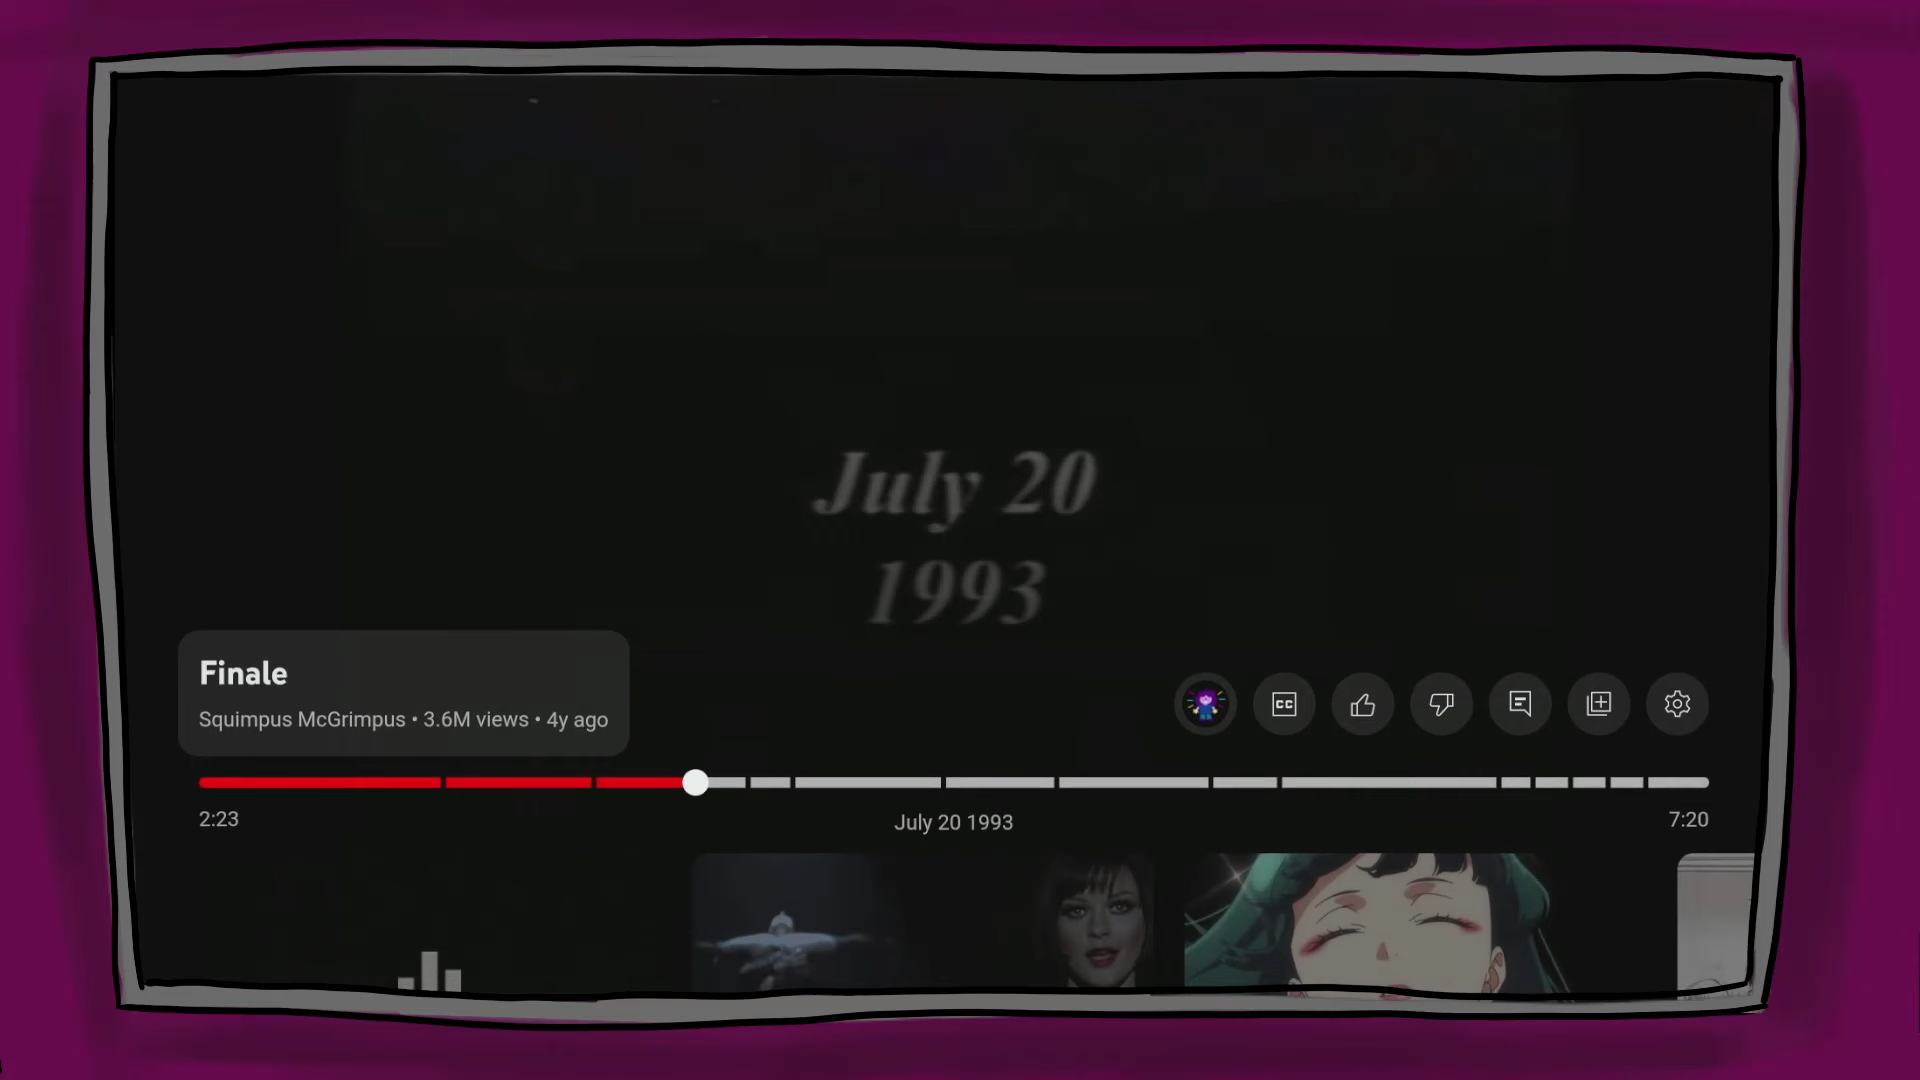 July 20
1993
Finale
Squimpus McGrimpus • 3.6M views • 4y ago
CC
2:23
July 20 1993
7:20